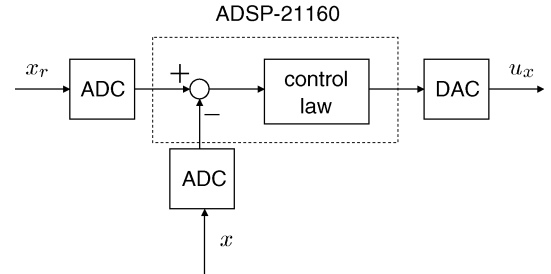 ADSP-21160
x_r
ADC
+
−
control
law
DAC
u_x
ADC
x